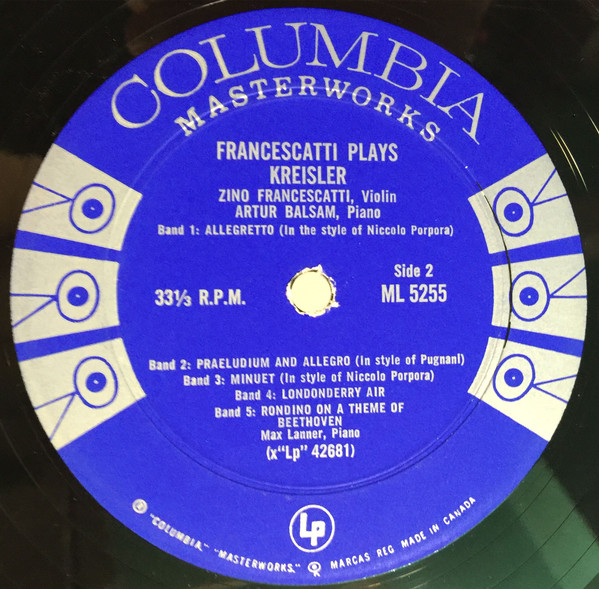 COLUMBIA
MASTERWORKS
FRANCESCATTI PLAYS
KREISLER
ZINO FRANCESCATTI, Violin
ARTUR BALSAM, Piano
Band 1: ALLEGRETTO (In the style of Niccolo Porpora)
33⅓ R.P.M.
Side 2
ML 5255
Band 2: PRAELUDIUM AND ALLEGRO (In style of Pugnani)
Band 3: MINUET (In style of Niccolo Porpora)
Band 4: LONDONDERRY AIR
Band 5: RONDINO ON A THEME OF
BEETHOVEN
Max Lanner, Piano
(x"Lp" 42681)
Lp
"COLUMBIA," "MASTERWORKS," MARCAS REG MADE IN CANADA